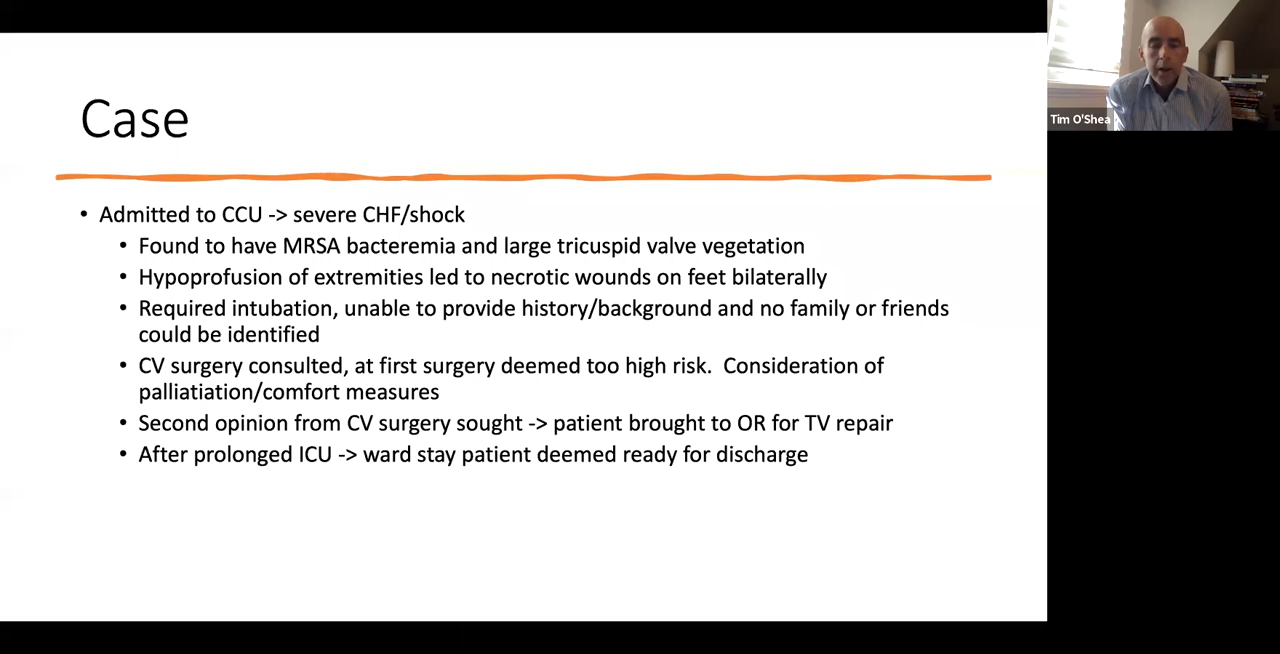 Case
• Admitted to CCU -> severe CHF/shock
• Found to have MRSA bacteremia and large tricuspid valve vegetation
• Hypoprofusion of extremities led to necrotic wounds on feet bilaterally
• Required intubation, unable to provide history/background and no family or friends
could be identified
• CV surgery consulted, at first surgery deemed too high risk.  Consideration of
palliatiation/comfort measures
• Second opinion from CV surgery sought -> patient brought to OR for TV repair
• After prolonged ICU -> ward stay patient deemed ready for discharge
Tim O'Shea